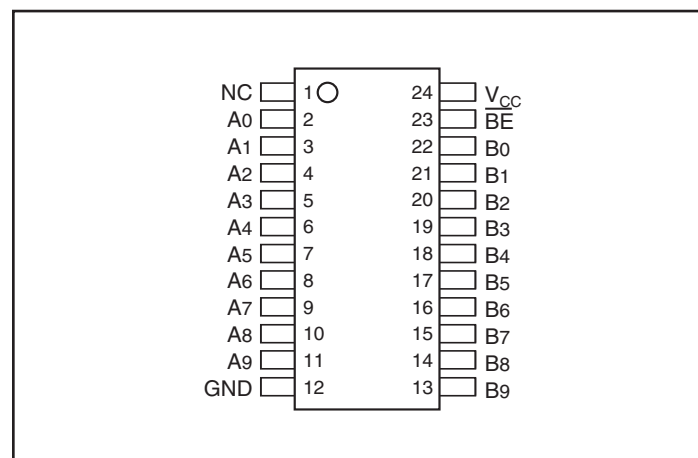 NC 1 24 V_CC
A0 2 23 B̅E̅
A1 3 22 B0
A2 4 21 B1
A3 5 20 B2
A4 6 19 B3
A5 7 18 B4
A6 8 17 B5
A7 9 16 B6
A8 10 15 B7
A9 11 14 B8
GND 12 13 B9